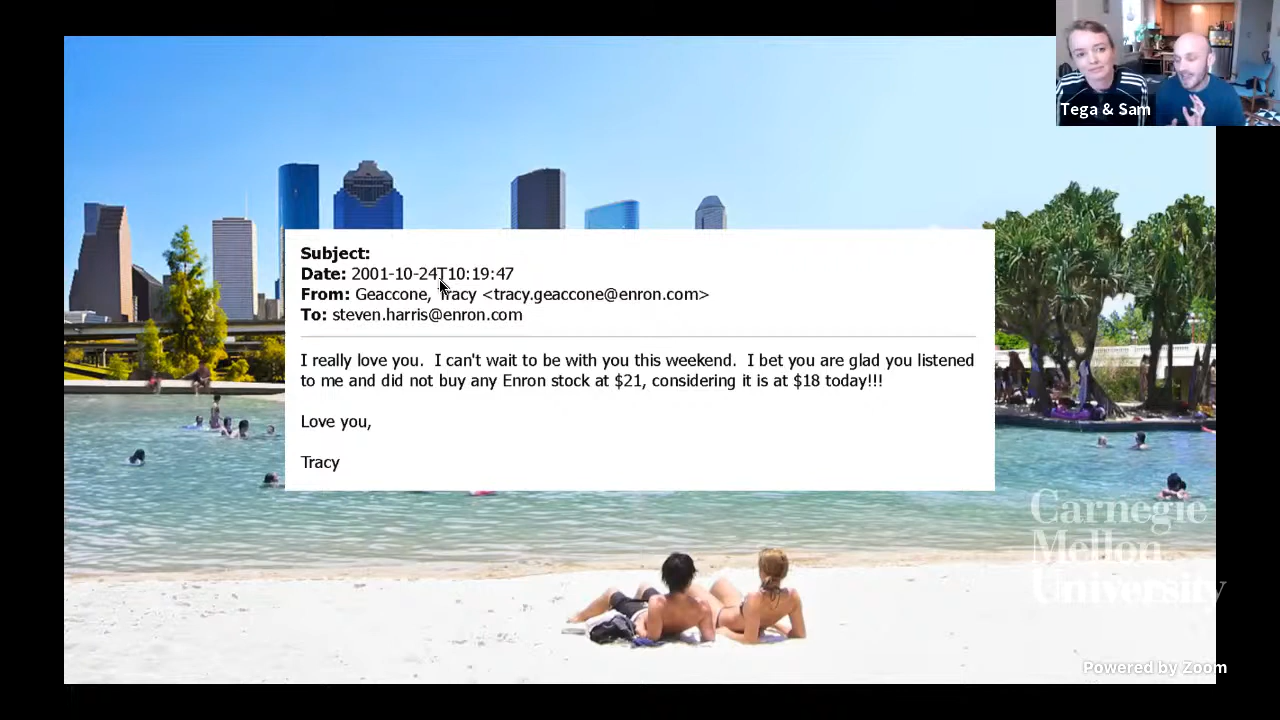 Tega & Sam
Subject:
Date: 2001-10-24T10:19:47
From: Geaccone, Tracy <tracy.geaccone@enron.com>
To: steven.harris@enron.com
I really love you.  I can't wait to be with you this weekend.  I bet you are glad you listened
to me and did not buy any Enron stock at $21, considering it is at $18 today!!!
Love you,
Tracy
Carnegie
Mellon
University
Powered by Zoom